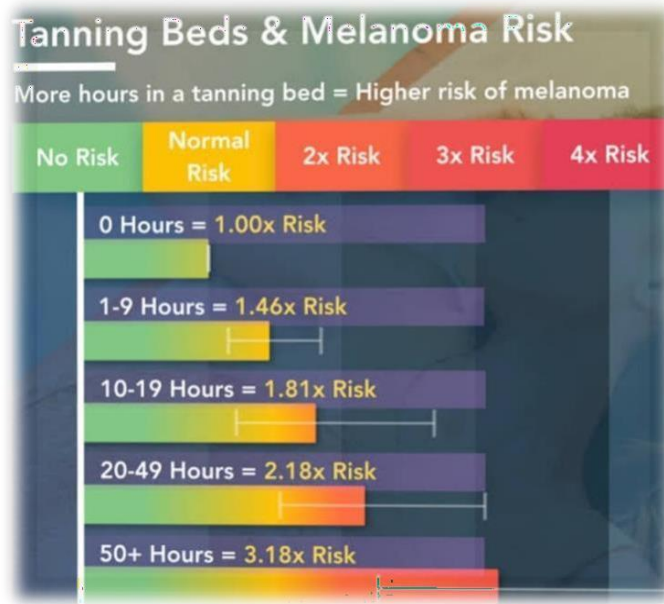 Tanning Beds & Melanoma Risk
More hours in a tanning bed = Higher risk of melanoma
No Risk
Normal
Risk
2x Risk
3x Risk
4x Risk
0 Hours = 1.00x Risk
1-9 Hours = 1.46x Risk
10-19 Hours = 1.81x Risk
20-49 Hours = 2.18x Risk
50+ Hours = 3.18x Risk